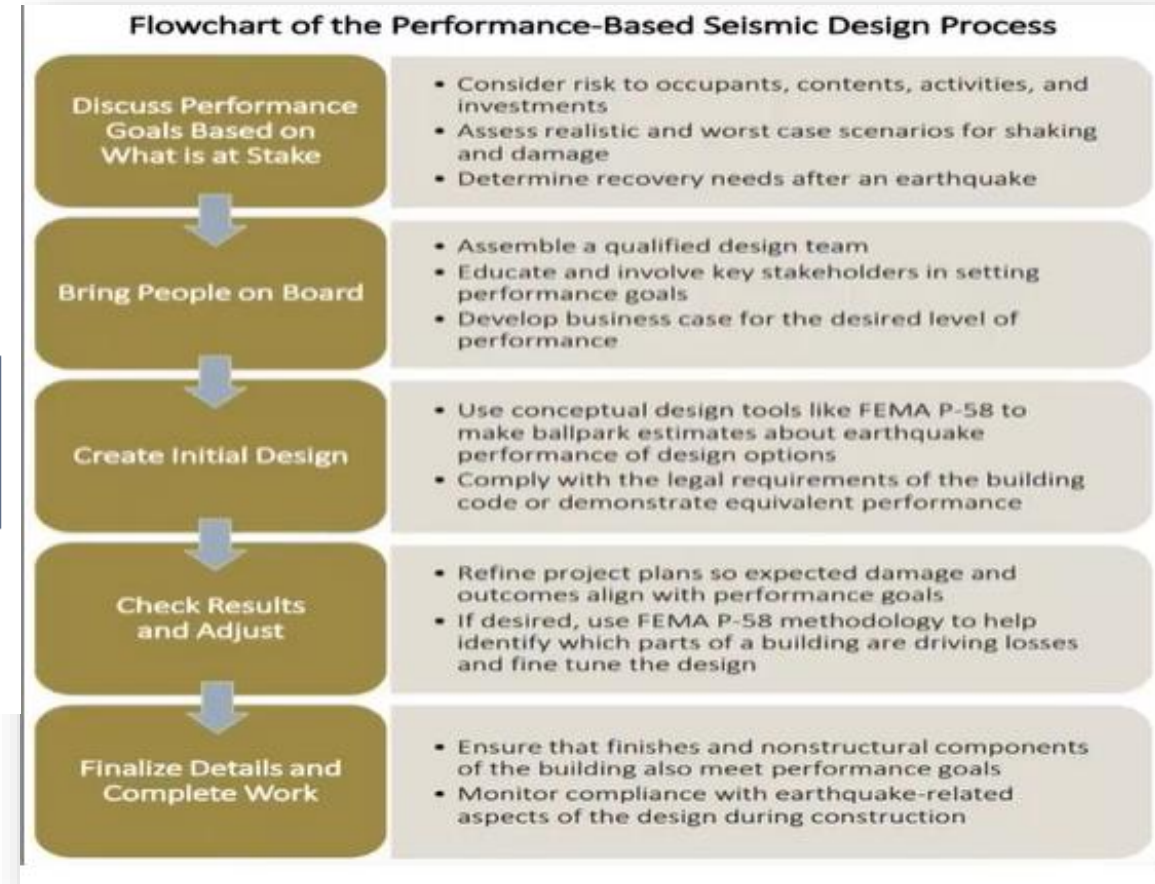 Flowchart of the Performance-Based Seismic Design Process
Discuss Performance
Goals Based on
What is at Stake
• Consider risk to occupants, contents, activities, and
investments
• Assess realistic and worst case scenarios for shaking
and damage
• Determine recovery needs after an earthquake
Bring People on Board
• Assemble a qualified design team
• Educate and involve key stakeholders in setting
performance goals
• Develop business case for the desired level of
performance
Create Initial Design
• Use conceptual design tools like FEMA P-58 to
make ballpark estimates about earthquake
performance of design options
• Comply with the legal requirements of the building
code or demonstrate equivalent performance
Check Results
and Adjust
• Refine project plans so expected damage and
outcomes align with performance goals
• If desired, use FEMA P-58 methodology to help
identify which parts of a building are driving losses
and fine tune the design
Finalize Details and
Complete Work
• Ensure that finishes and nonstructural components
of the building also meet performance goals
• Monitor compliance with earthquake-related
aspects of the design during construction